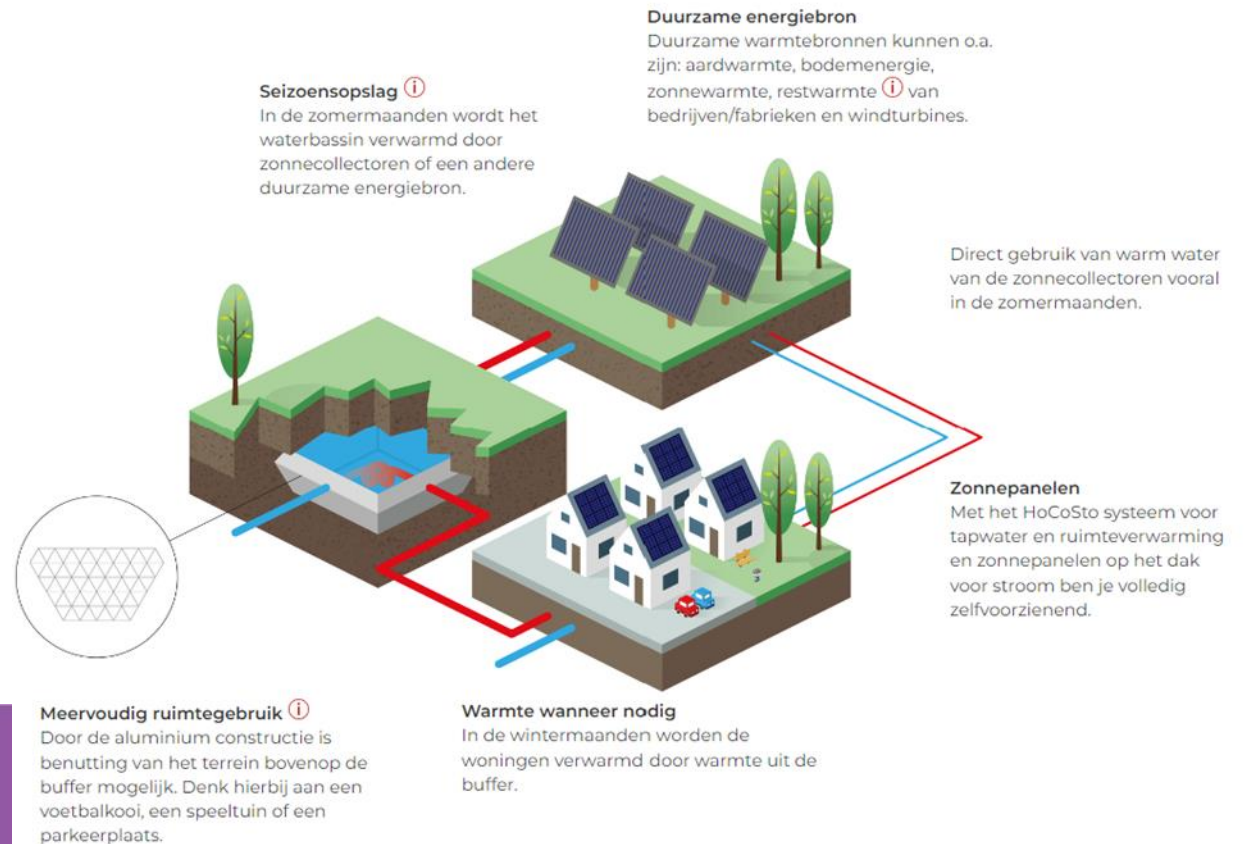 Duurzame energiebron
Duurzame warmtebronnen kunnen o.a.
zijn: aardwarmte, bodemenergie,
zonnewarmte, restwarmte ⓘ van
bedrijven/fabrieken en windturbines.
Seizoensopslag ⓘ
In de zomermaanden wordt het
waterbassin verwarmd door
zonnecollectoren of een andere
duurzame energiebron.
Direct gebruik van warm water
van de zonnecollectoren vooral
in de zomermaanden.
Zonnepanelen
Met het HoCoSto systeem voor
tapwater en ruimteverwarming
en zonnepanelen op het dak
voor stroom ben je volledig
zelfvoorzienend.
Meervoudig ruimtegebruik ⓘ
Door de aluminium constructie is
benutting van het terrein bovenop de
buffer mogelijk. Denk hierbij aan een
voetbalkooi, een speeltuin of een
parkeerplaats.
Warmte wanneer nodig
In de wintermaanden worden de
woningen verwarmd door warmte uit de
buffer.